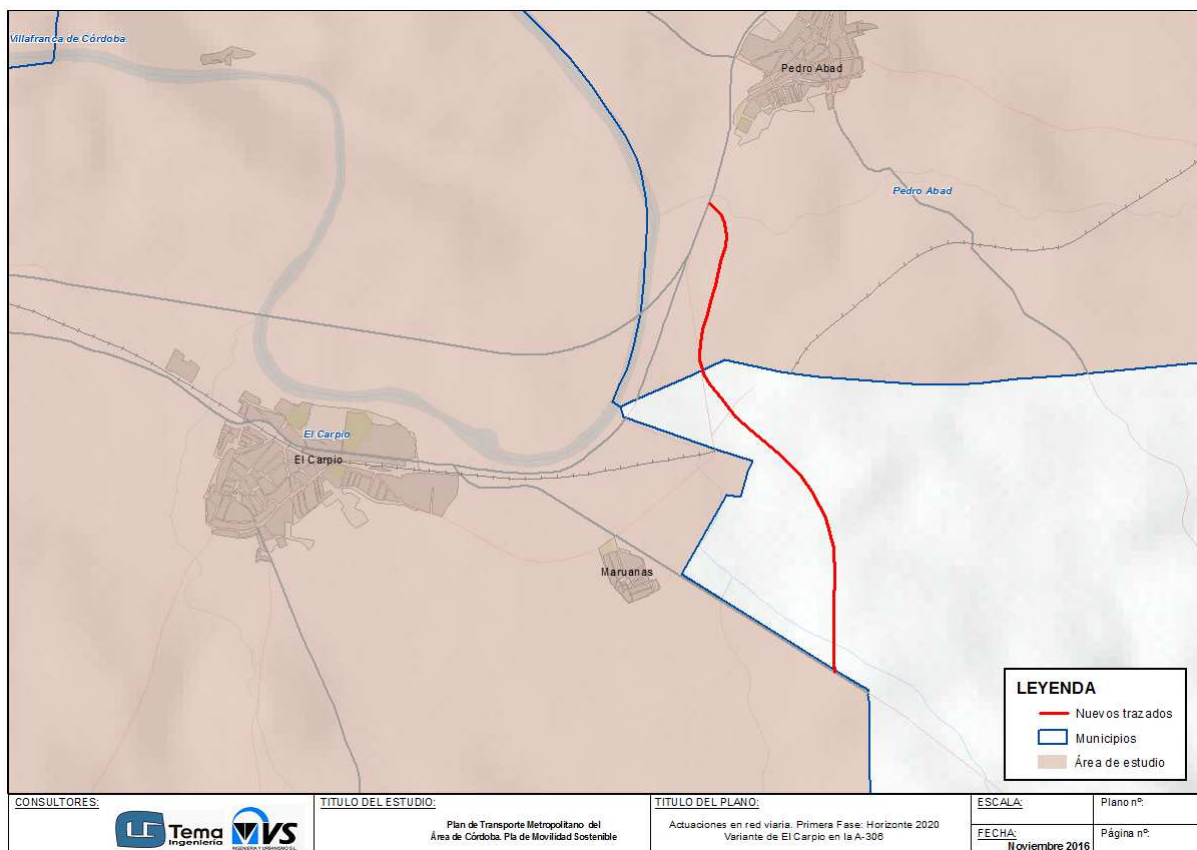 Villafranca de Córdoba
Pedro Abad
Pedro Abad
El Carpio
El Carpio
Maruanas
LEYENDA
Nuevos trazados
Municipios
Área de estudio
CONSULTORES:
Tema
Ingeniería
VS
INGENIERIA Y URBANISMO S.L.
TITULO DEL ESTUDIO:
Plan de Transporte Metropolitano del
Área de Córdoba. Pla de Movilidad Sostenible
TITULO DEL PLANO:
Actuaciones en red viaria. Primera Fase: Horizonte 2020
Variante de El Carpio en la A-306
ESCALA:
Plano nº:
FECHA:
Noviembre 2016
Página nº: